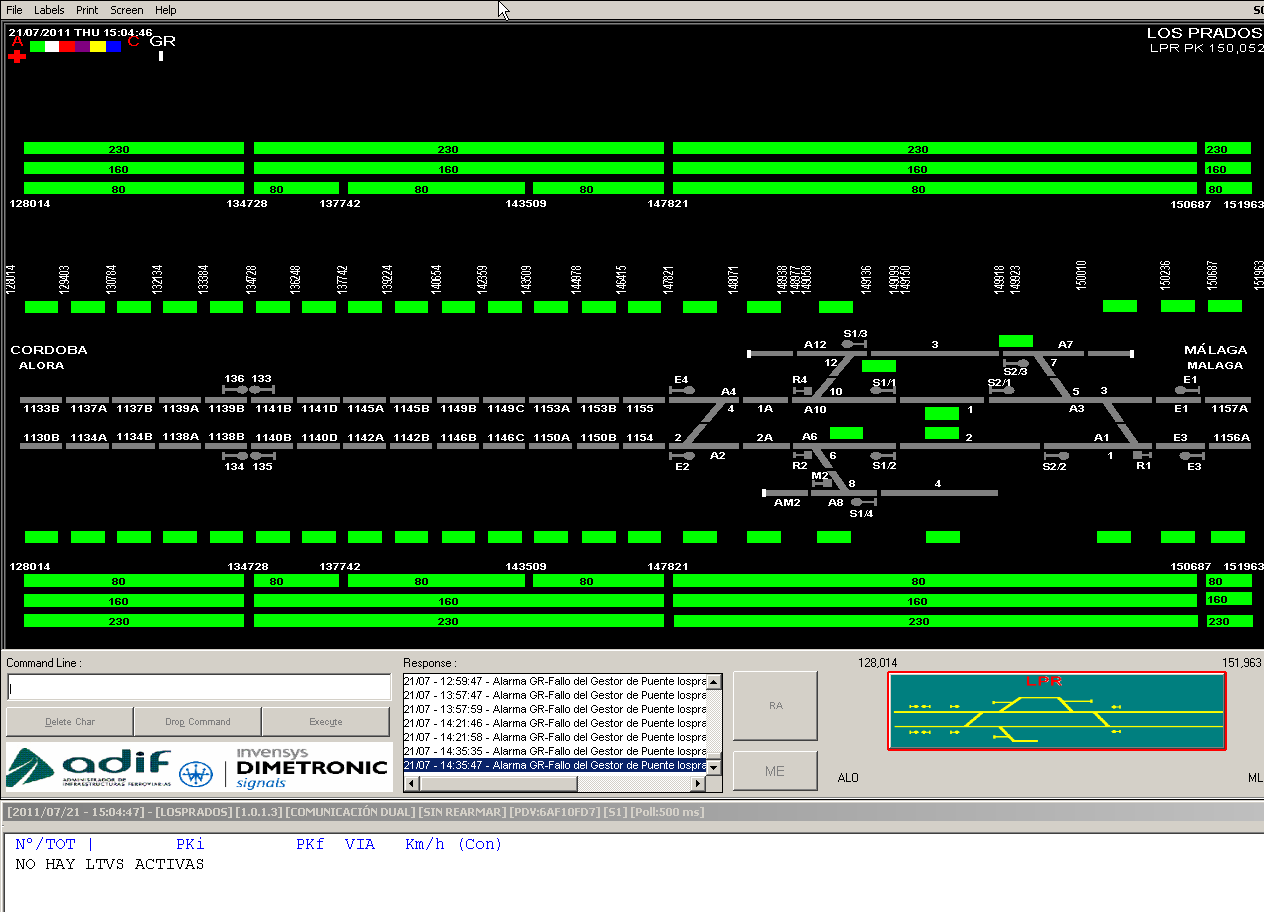 File Labels Print Screen Help
21/07/2011 THU 15:04:46
A C GR
LOS PRADOS
LPR PK 150,052
230 230 230 230
160 160 160 160
80 80 80 80 80 80
128014 134728 137742 143509 147821 150687 151963
128014 129403 130784 132134 133384 134728 136248 137742 139224 140654 142359 143509 144978 146415 147821 148071 148938 148977 149058 149136 149099 149150 149918 149923 150010 150236 150687 151963
S1/3
A12 3 A7
CORDOBA MÁLAGA
ALORA MALAGA
12 S2/3 7
136 133 E4 R4 S1/1 S2/1 E1
A4 10 5 3
1133B 1137A 1137B 1139A 1139B 1141B 1141D 1145A 1145B 1149B 1149C 1153A 1153B 1155 4 1A A10 1 A3 E1 1157A
1130B 1134A 1134B 1138A 1138B 1140B 1140D 1142A 1142B 1146B 1146C 1150A 1150B 1154 2 2A A6 2 A1 E3 1156A
A2 6 1
134 135 E2 R2 S1/2 S2/2 R1 E3
M2 8 4
AM2 A8
S1/4
128014 134728 137742 143509 147821 150687 151963
80 80 80 80 80 80
160 160 160 160
230 230 230 230
Command Line :
Response :
128,014 151,963
21/07 - 12:59:47 - Alarma GR-Fallo del Gestor de Puente lospra
21/07 - 13:57:47 - Alarma GR-Fallo del Gestor de Puente lospra
21/07 - 13:57:59 - Alarma GR-Fallo del Gestor de Puente lospra
21/07 - 14:21:46 - Alarma GR-Fallo del Gestor de Puente lospra
21/07 - 14:21:58 - Alarma GR-Fallo del Gestor de Puente lospra
21/07 - 14:35:35 - Alarma GR-Fallo del Gestor de Puente lospra
21/07 - 14:35:47 - Alarma GR-Fallo del Gestor de Puente lospra
Delete Char Drop Command Execute
RA
ME
LPR
ALO ML
adif
ADMINISTRADOR DE INFRAESTRUCTURAS FERROVIARIAS
invensys
DIMETRONIC
signals
[2011/07/21 - 15:04:47] - [LOSPRADOS] [1.0.1.3] [COMUNICACIÓN DUAL] [SIN REARMAR] [PDV:6AF10FD7] [S1] [Poll:500 ms]
Nº/TOT | PKi PKf VIA Km/h (Con)
NO HAY LTVS ACTIVAS